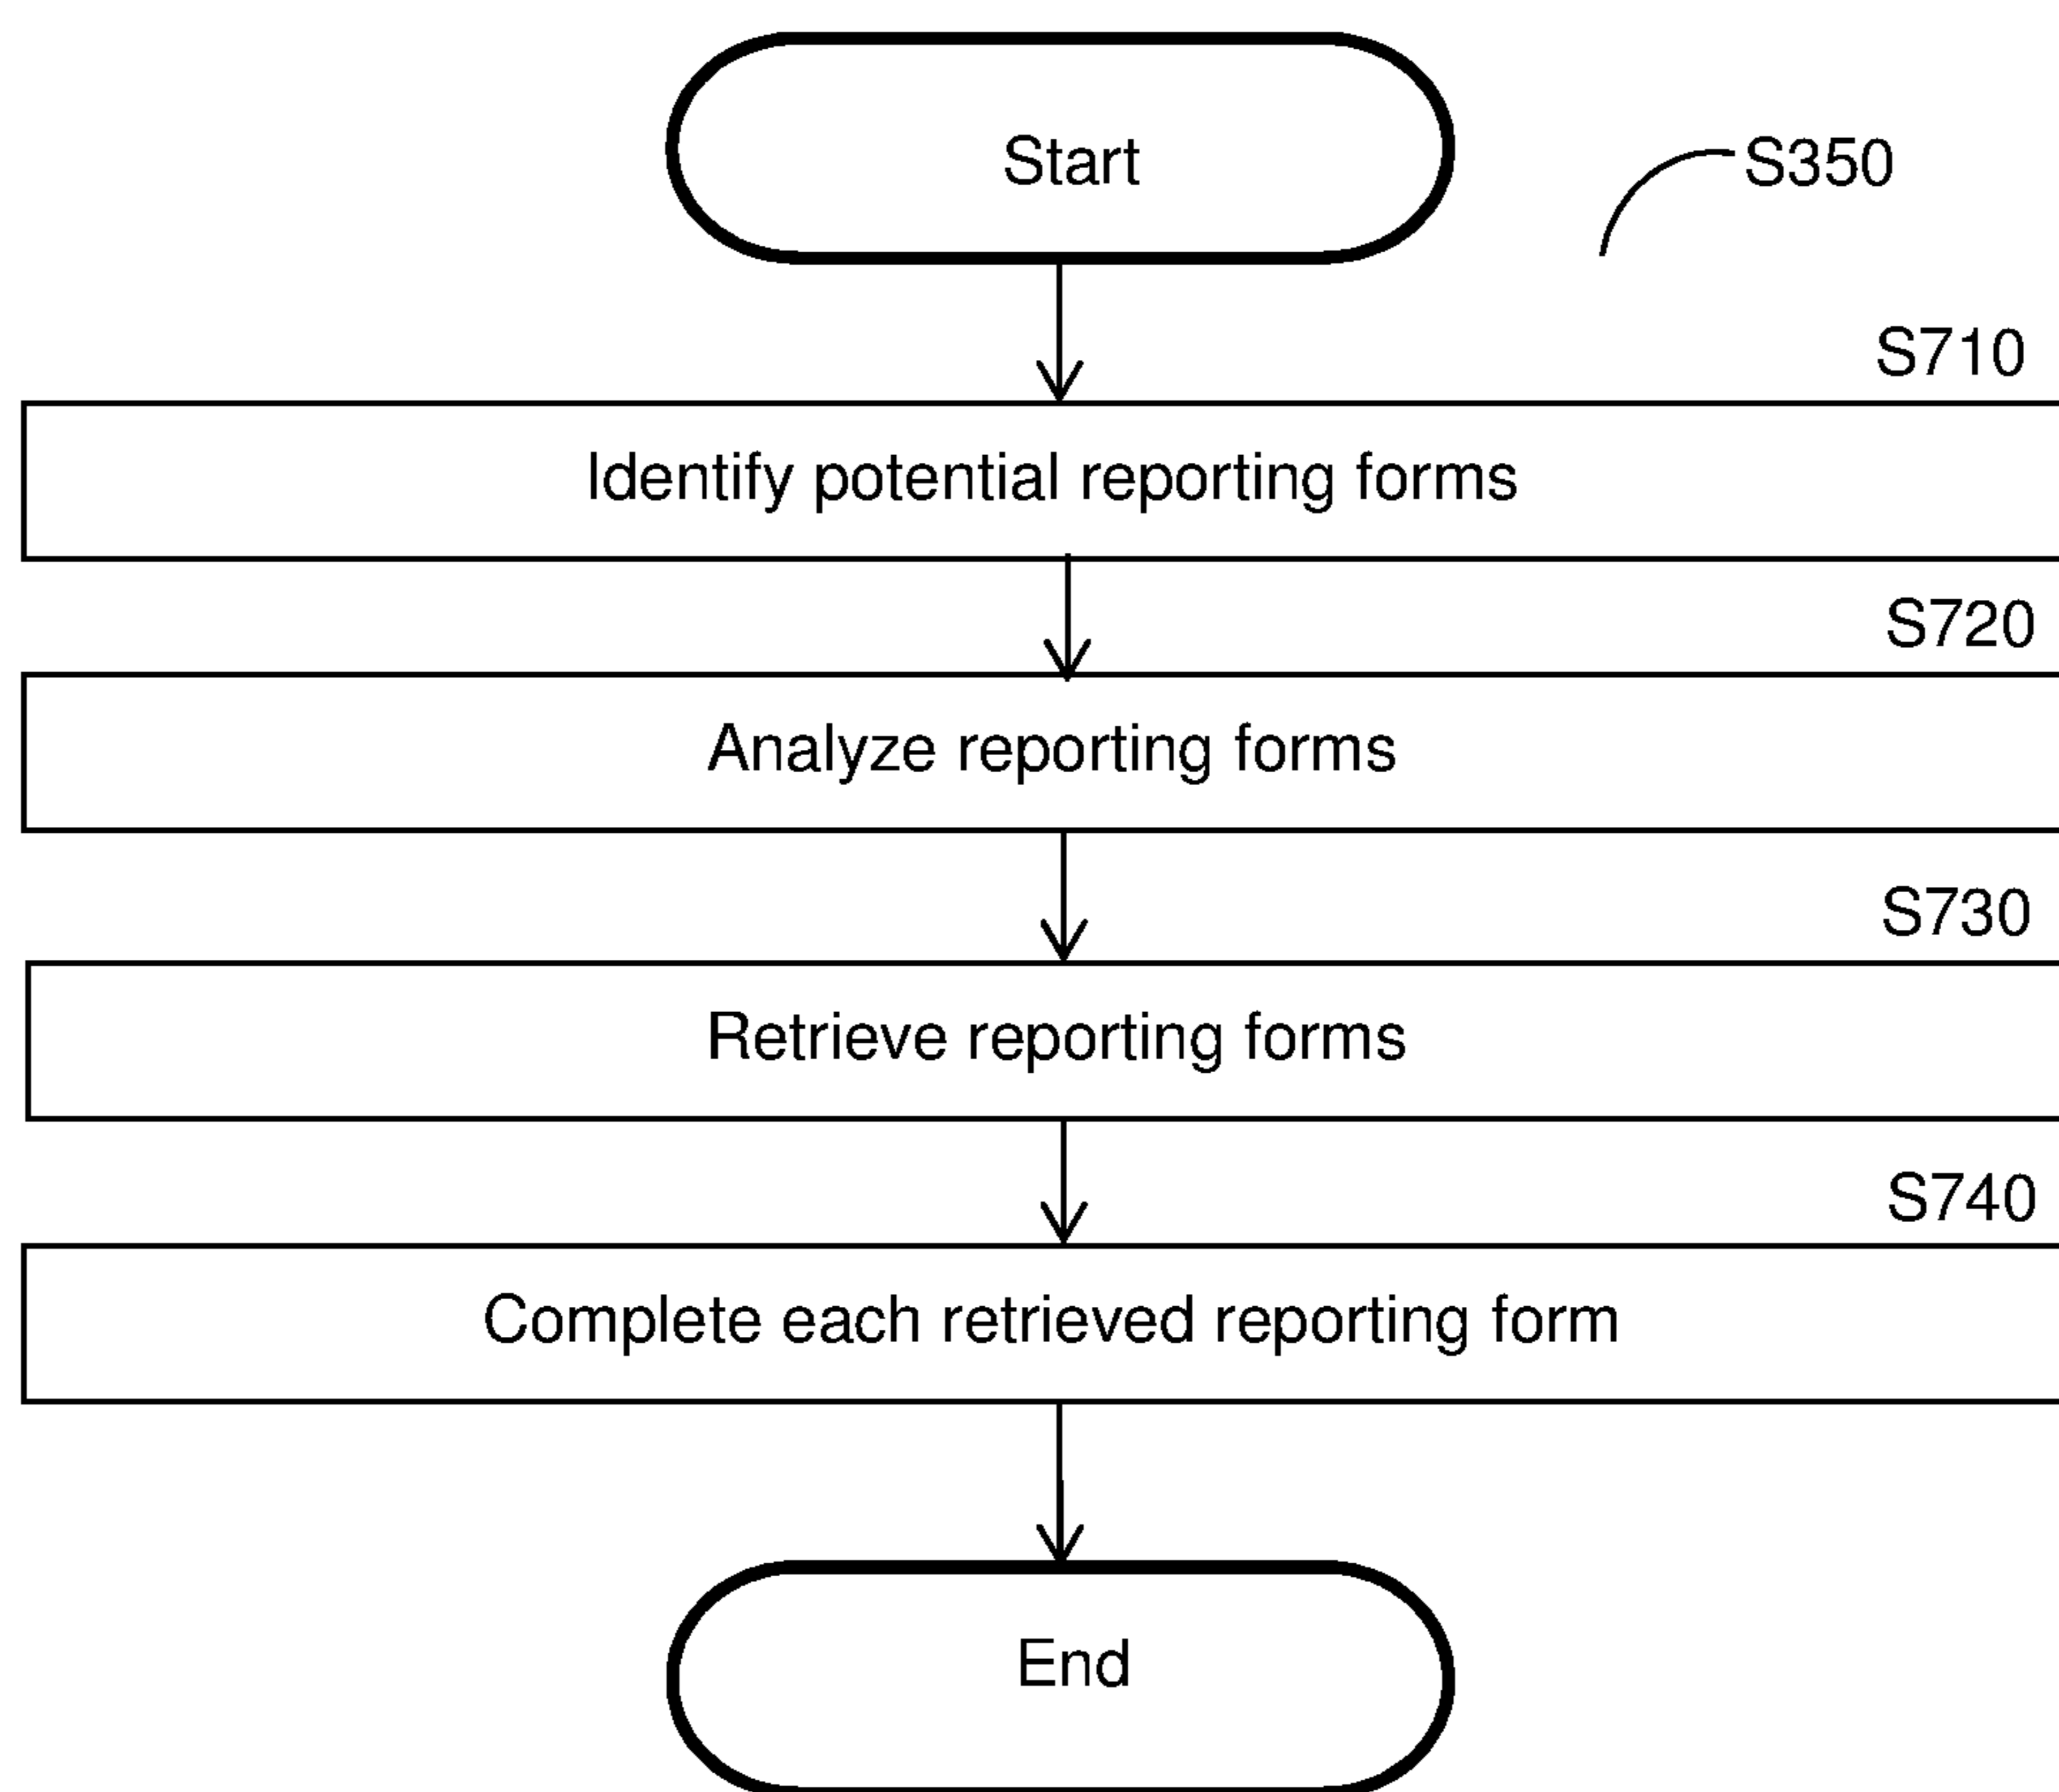 Start
S350
S710
Identify potential reporting forms
S720
Analyze reporting forms
S730
Retrieve reporting forms
S740
Complete each retrieved reporting form
End